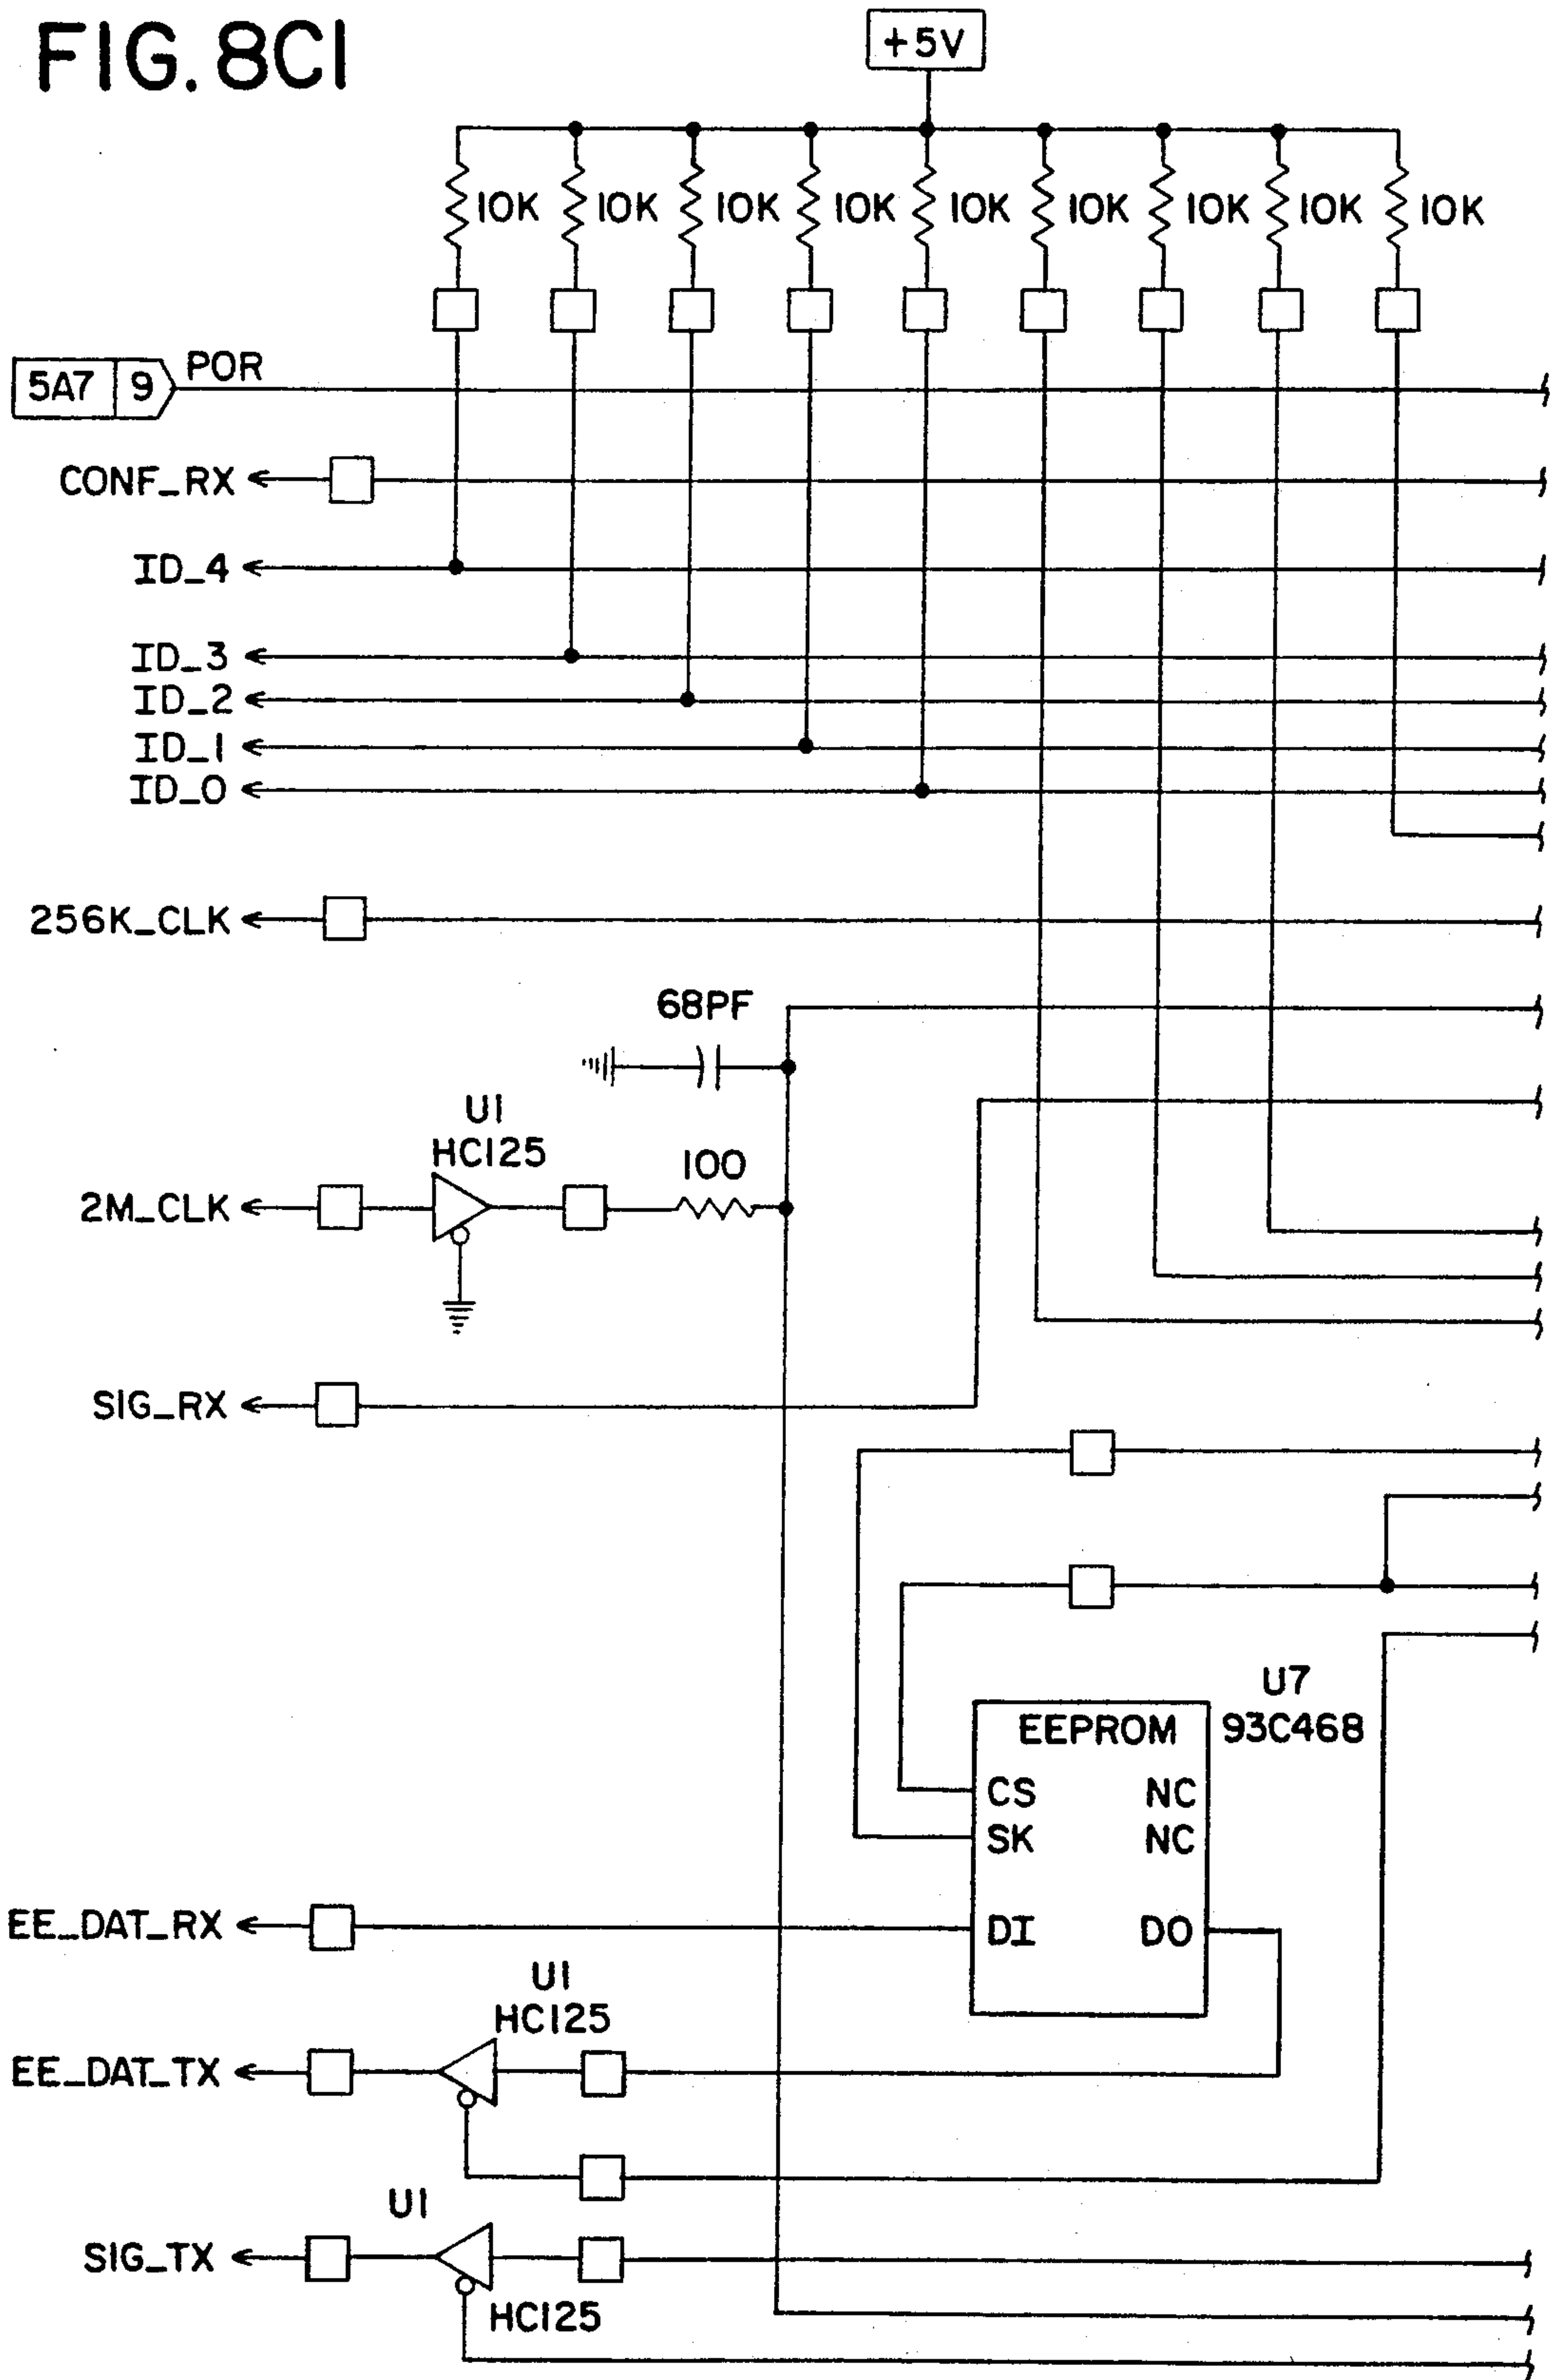 FIG. 8C1
+5V
10K 10K 10K 10K 10K 10K 10K 10K 10K
5A7 9 POR
CONF_RX
ID_4
ID_3
ID_2
ID_1
ID_0
256K_CLK
68PF
U1
HC125
100
2M_CLK
SIG_RX
U7
EEPROM 93C468
CS NC
SK NC
EE_DAT_RX
DI DO
U1
HC125
EE_DAT_TX
U1
SIG_TX
HC125